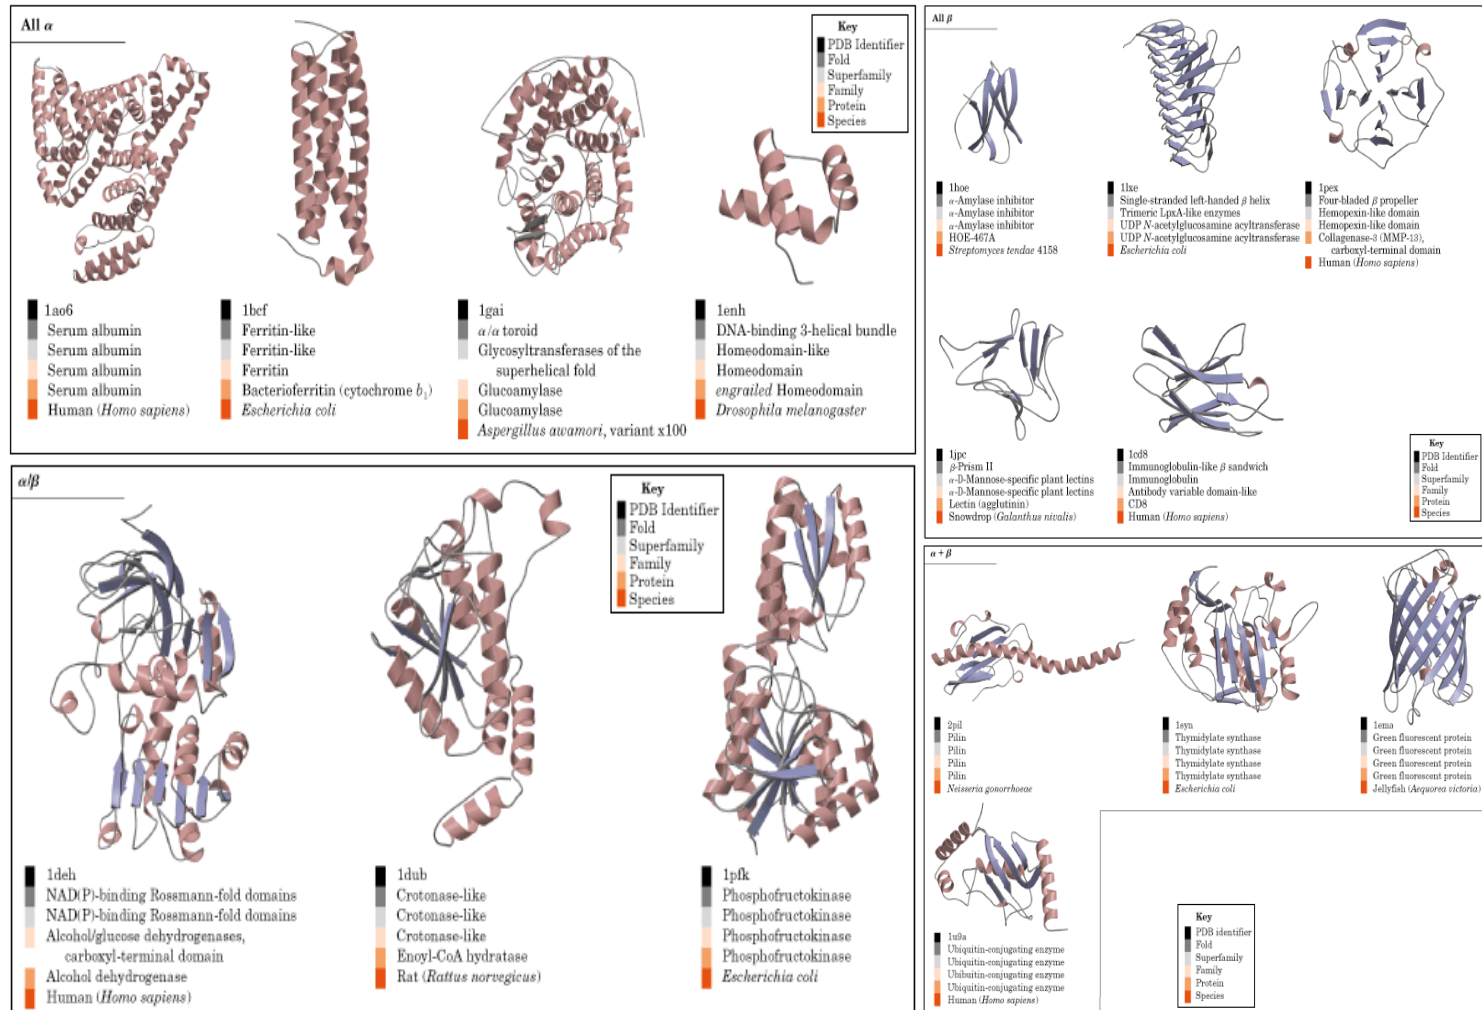 All α
Key
PDB Identifier
Fold
Superfamily
Family
Protein
Species
1ao6
Serum albumin
Serum albumin
Serum albumin
Serum albumin
Human (Homo sapiens)
1bcf
Ferritin-like
Ferritin-like
Ferritin
Bacterioferritin (cytochrome b₁)
Escherichia coli
1gai
α/α toroid
Glycosyltransferases of the
superhelical fold
Glucoamylase
Glucoamylase
Aspergillus awamori, variant x100
1enh
DNA-binding 3-helical bundle
Homeodomain-like
Homeodomain
engrailed Homeodomain
Drosophila melanogaster
All β
1hoe
α-Amylase inhibitor
α-Amylase inhibitor
α-Amylase inhibitor
HOE-467A
Streptomyces tendae 4158
1lxe
Single-stranded left-handed β helix
Trimeric LpxA-like enzymes
UDP N-acetylglucosamine acyltransferase
UDP N-acetylglucosamine acyltransferase
Escherichia coli
1pex
Four-bladed β propeller
Hemopexin-like domain
Hemopexin-like domain
Collagenase-3 (MMP-13),
carboxyl-terminal domain
Human (Homo sapiens)
1jpc
β-Prism II
α-D-Mannose-specific plant lectins
α-D-Mannose-specific plant lectins
Lectin (agglutinin)
Snowdrop (Galanthus nivalis)
1cd8
Immunoglobulin-like β sandwich
Immunoglobulin
Antibody variable domain-like
CD8
Human (Homo sapiens)
Key
PDB Identifier
Fold
Superfamily
Family
Protein
Species
α/β
Key
PDB Identifier
Fold
Superfamily
Family
Protein
Species
1deh
NAD(P)-binding Rossmann-fold domains
NAD(P)-binding Rossmann-fold domains
Alcohol/glucose dehydrogenases,
carboxyl-terminal domain
Alcohol dehydrogenase
Human (Homo sapiens)
1dub
Crotonase-like
Crotonase-like
Crotonase-like
Enoyl-CoA hydratase
Rat (Rattus norvegicus)
1pfk
Phosphofructokinase
Phosphofructokinase
Phosphofructokinase
Phosphofructokinase
Escherichia coli
α + β
2pil
Pilin
Pilin
Pilin
Pilin
Neisseria gonorrhoeae
1syn
Thymidylate synthase
Thymidylate synthase
Thymidylate synthase
Thymidylate synthase
Escherichia coli
1ema
Green fluorescent protein
Green fluorescent protein
Green fluorescent protein
Green fluorescent protein
Jellyfish (Aequorea victoria)
1u9a
Ubiquitin-conjugating enzyme
Ubiquitin-conjugating enzyme
Ubibuitin-conjugating enzyme
Ubiquitin-conjugating enzyme
Human (Homo sapiens)
Key
PDB identifier
Fold
Superfamily
Family
Protein
Species